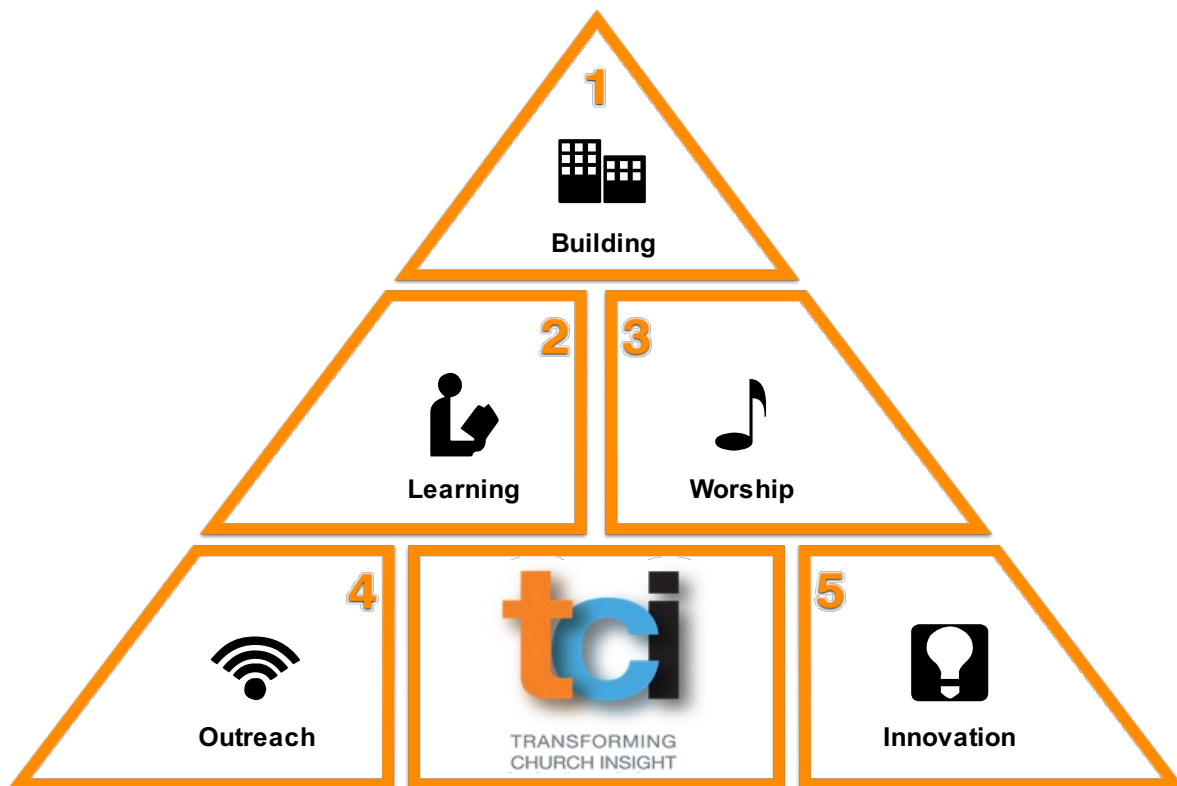 1
Building
2
Learning
3
Worship
4
Outreach
tci
TRANSFORMING
CHURCH INSIGHT
5
Innovation